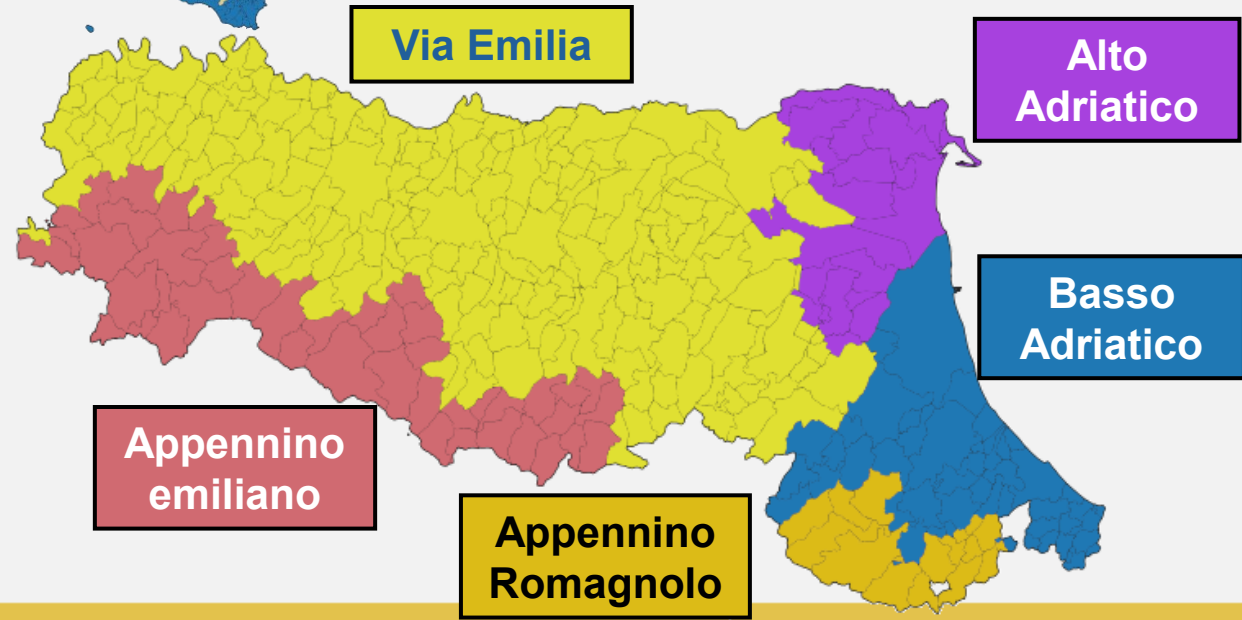 Via Emilia
Alto
Adriatico
Basso
Adriatico
Appennino
emiliano
Appennino
Romagnolo